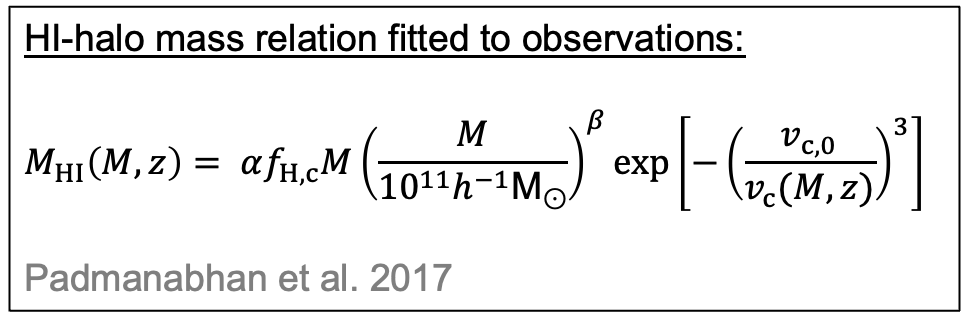 HI-halo mass relation fitted to observations:
M_HI(M, z) = αf_H,c M (M / 10^11 h^−1 M_⊙)^β exp [−(v_c,0 / v_c(M, z))^3]
Padmanabhan et al. 2017